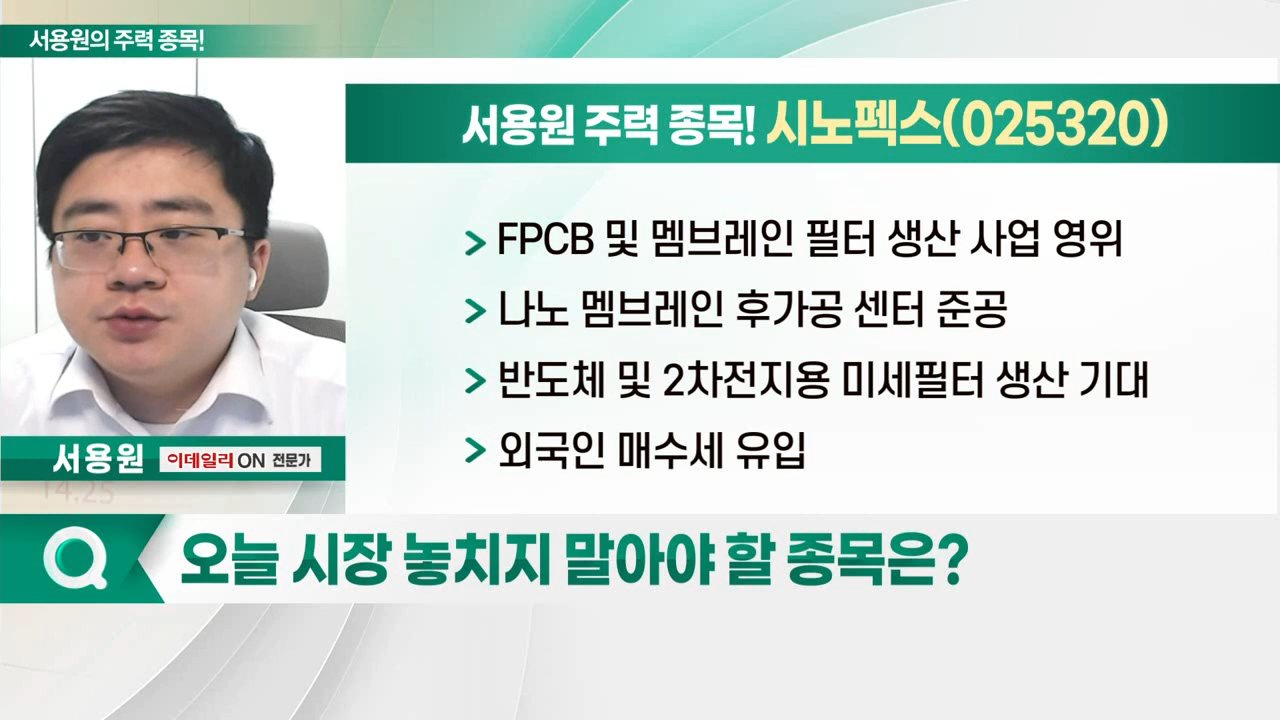 서용원의 주력 종목!
서용원 주력 종목! 시노펙스(025320)
> FPCB 및 멤브레인 필터 생산 사업 영위
> 나노 멤브레인 후가공 센터 준공
> 반도체 및 2차전지용 미세필터 생산 기대
> 외국인 매수세 유입
서용원 이데일리 ON 전문가
14.25
Q 오늘 시장 놓치지 말아야 할 종목은?